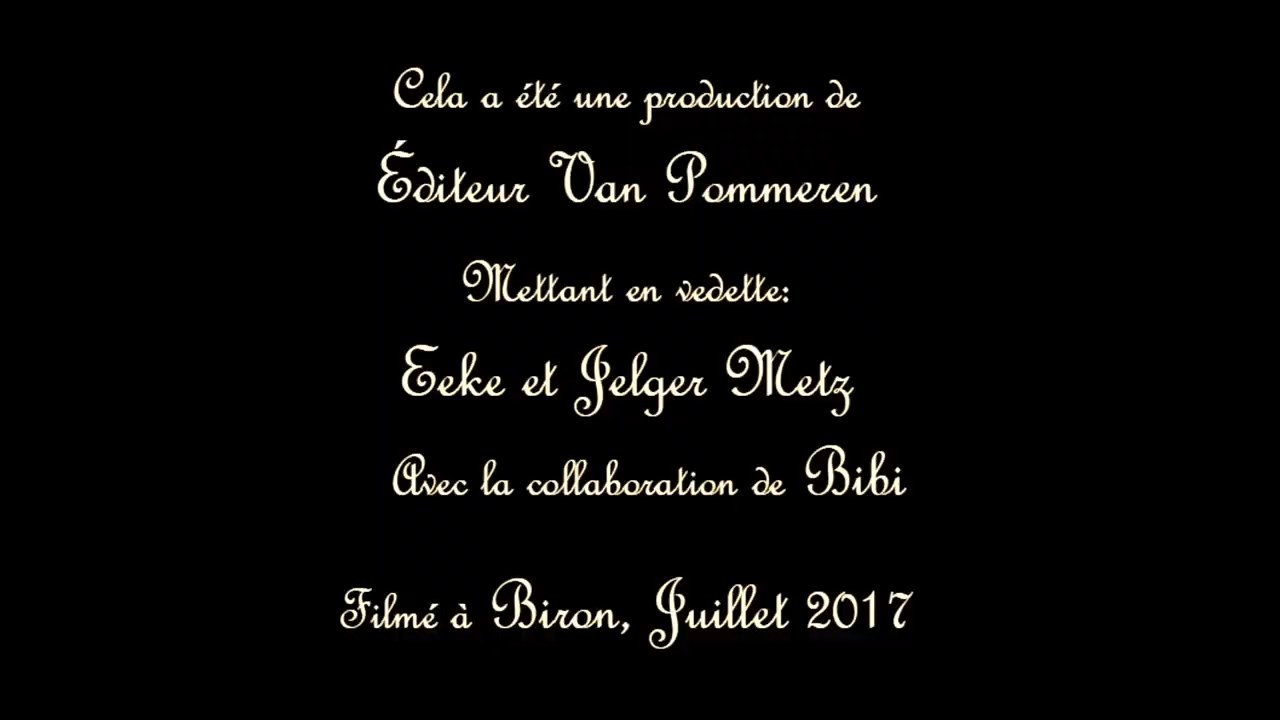 Cela a été une production de
Éditeur Van Pommeren
Mettant en vedette:
Eeke et Jelger Metz
Avec la collaboration de Bibi
Filmé à Biron, Juillet 2017